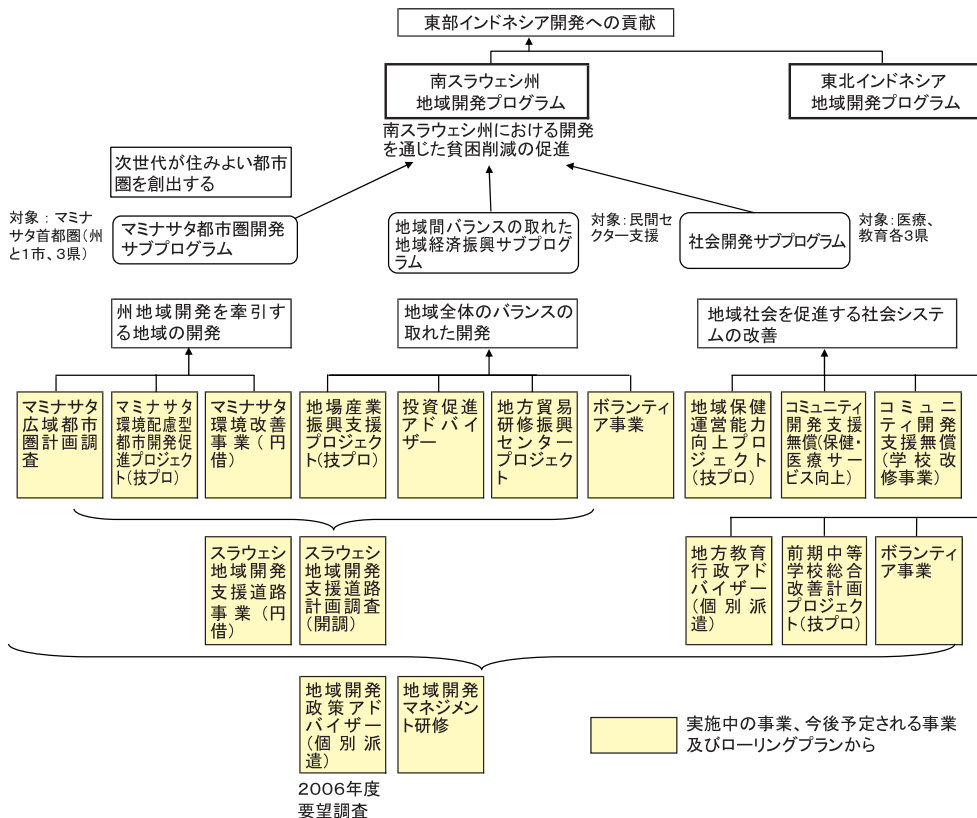 東部インドネシア開発への貢献
南スラウェシ州
地域開発プログラム
東北インドネシア
地域開発プログラム
南スラウェシ州における開発
を通じた貧困削減の促進
次世代が住みよい都市
圏を創出する
対象：マミナ
サタ首都圏(州
と1市、3県)
マミナサタ都市圏開発
サブプログラム
地域間バランスの取れた
地域経済振興サブプログ
ラム
対象：民間セ
クター支援
社会開発サブプログラム
対象：医療、
教育各3県
州地域開発を牽引す
る地域の開発
地域全体のバランスの
取れた開発
地域社会を促進する社会システ
ムの改善
マミナサタ
広域都市
圏計画調
査
マミナサタ
環境配慮型
都市開発促
進プロジェク
ト(技プロ)
マミナサタ
環境改善
事業(円
借)
地場産業
振興支援
プロジェク
ト(技プロ)
投資促進
アドバイ
ザー
地方貿易
研修振興
センタープ
ロジェク
ト
ボランティ
ア事業
地域保健
運営能力
向上プロ
ジェクト
(技プロ)
コミュニティ
開発支援
無償(保健・
医療サー
ビス向上)
コミュニ
ティ開発
支援無償
(学校改
修事業)
スラウェシ
地域開発
支援道路
事業(円
借)
スラウェシ
地域開発
支援道路
計画調査
(開調)
地方教育
行政アド
バイザー
(個別派
遣)
前期中等
学校総合
改善計画
プロジェク
ト(技プロ)
ボランティ
ア事業
地域開発
政策アド
バイザー
(個別派
遣)
地域開発
マネジメン
ト研修
2006年度
要望調査
実施中の事業、今後予定される事業
及びローリングプランから